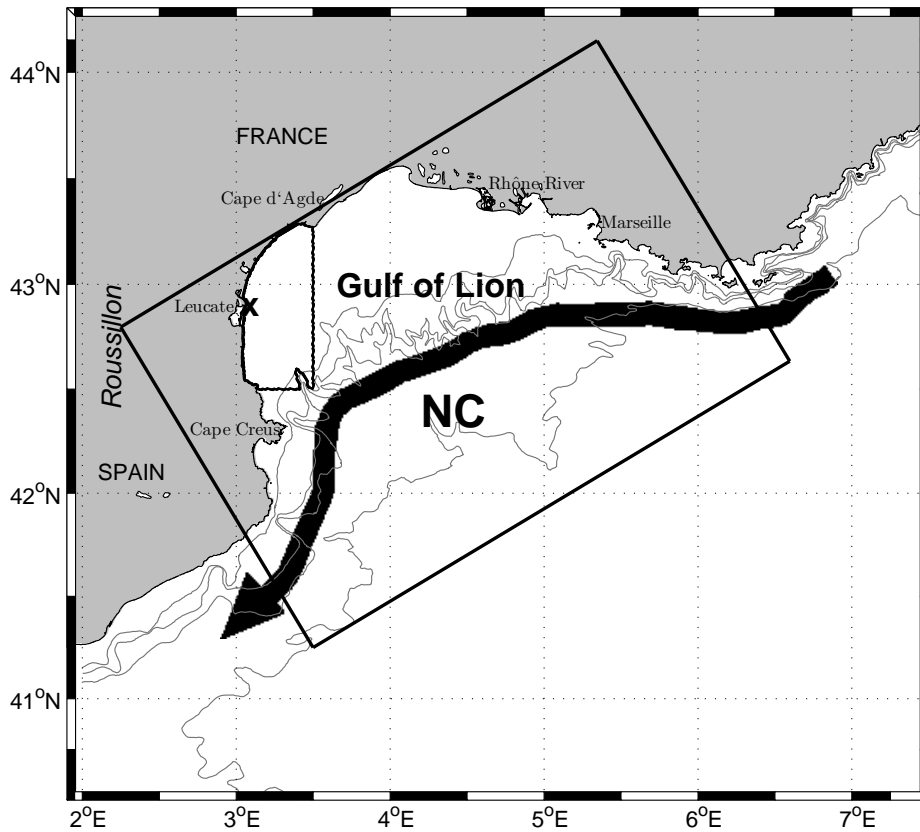 44°N
FRANCE
Cape d‘Agde
Rhône River
Marseille
43°N
Gulf of Lion
Leucate
x
Roussillon
NC
Cape Creus
SPAIN
42°N
41°N
2°E 3°E 4°E 5°E 6°E 7°E